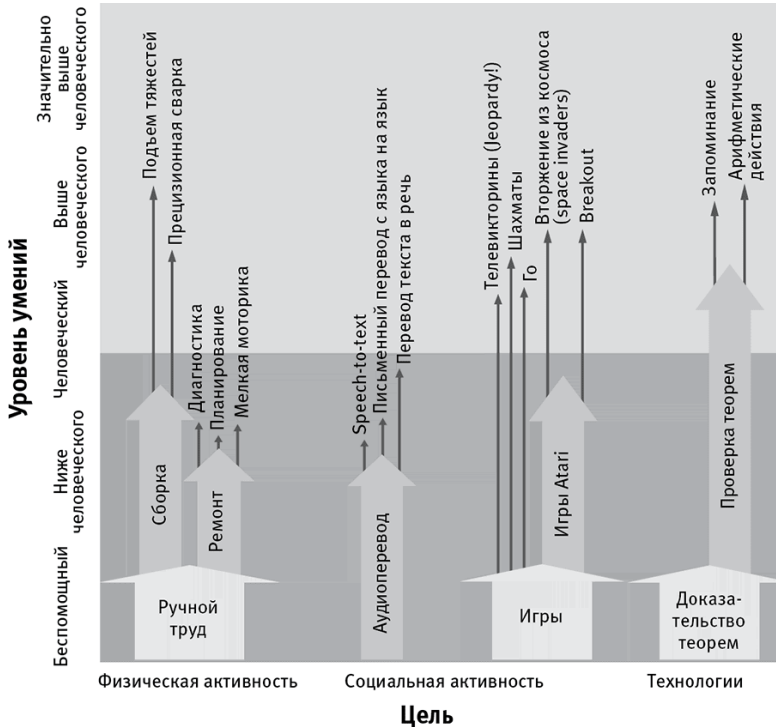 Уровень умений
Значительно
выше
человеческого
Выше
человеческого
Человеческий
Ниже
человеческого
Беспомощный
Подъем тяжестей
Прецизионная сварка
Диагностика
Планирование
Мелкая моторика
Сборка
Ремонт
Ручной
труд
Speech-to-text
Письменный перевод с языка на язык
Перевод текста в речь
Аудиоперевод
Телевикторины (Jeopardy!)
Шахматы
Го
Вторжение из космоса
(space invaders)
Breakout
Игры Atari
Игры
Запоминание
Арифметические
действия
Проверка теорем
Доказа-
тельство
теорем
Физическая активность
Социальная активность
Технологии
Цель